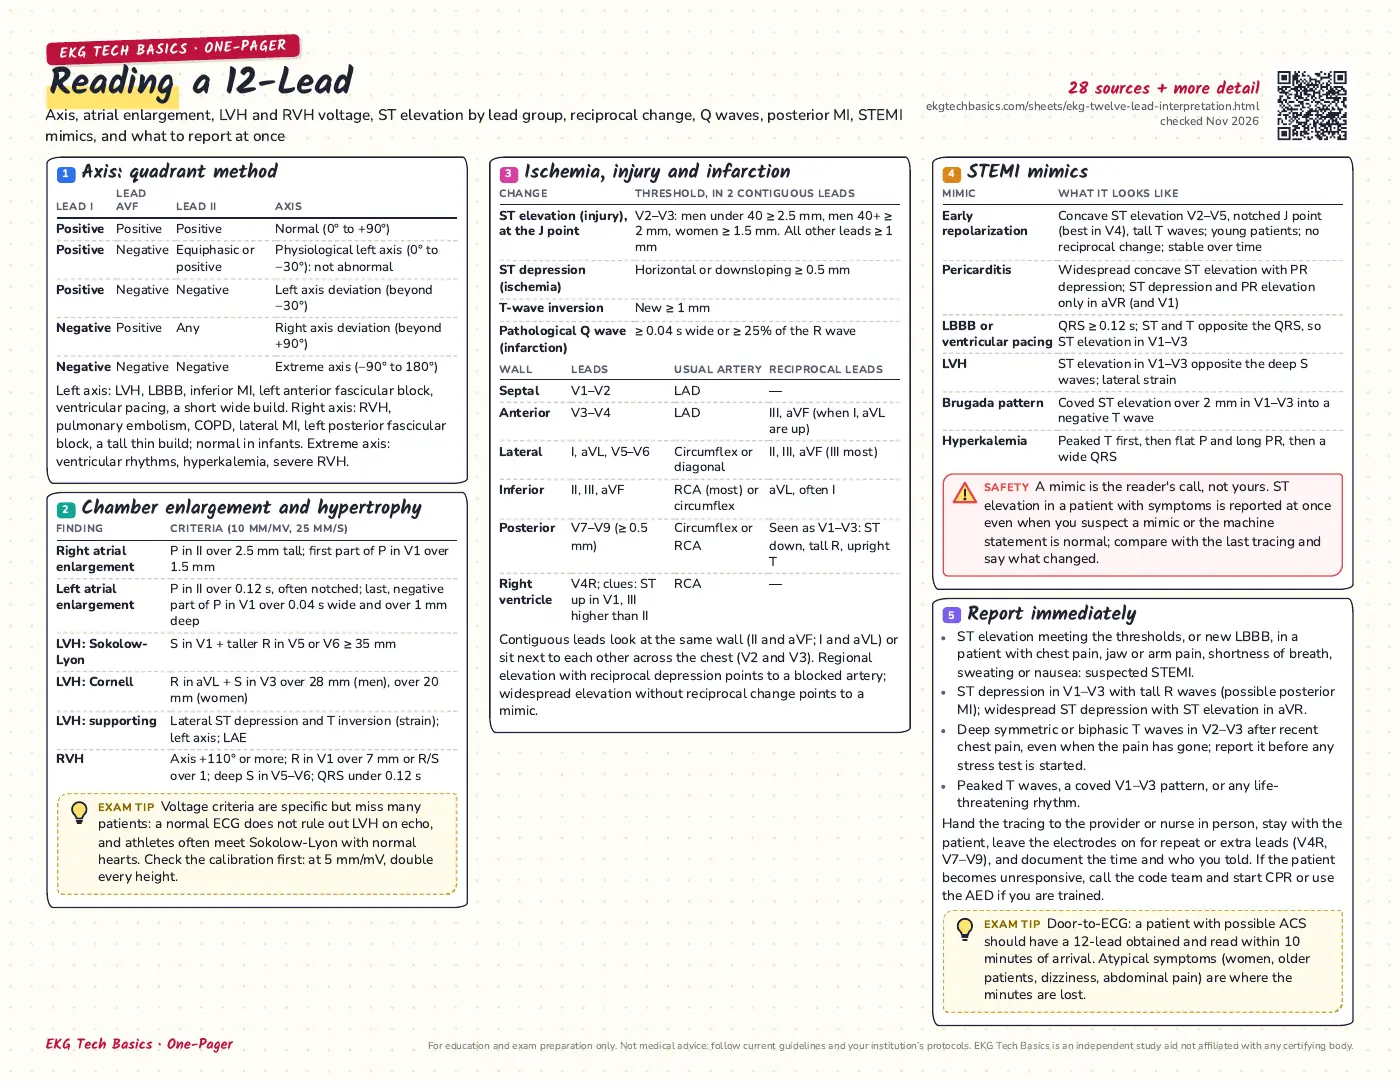 EKG TECH BASICS · ONE-PAGER
Reading a 12-Lead
Axis, atrial enlargement, LVH and RVH voltage, ST elevation by lead group, reciprocal change, Q waves, posterior MI, STEMI
mimics, and what to report at once
28 sources + more detail
ekgtechbasics.com/sheets/ekg-twelve-lead-interpretation.html
checked Nov 2026
1 Axis: quadrant method
LEAD I LEAD AVF LEAD II AXIS
Positive Positive Positive Normal (0° to +90°)
Positive Negative Equiphasic or positive Physiological left axis (0° to −30°): not abnormal
Positive Negative Negative Left axis deviation (beyond −30°)
Negative Positive Any Right axis deviation (beyond +90°)
Negative Negative Negative Extreme axis (−90° to 180°)
Left axis: LVH, LBBB, inferior MI, left anterior fascicular block,
ventricular pacing, a short wide build. Right axis: RVH,
pulmonary embolism, COPD, lateral MI, left posterior fascicular
block, a tall thin build; normal in infants. Extreme axis:
ventricular rhythms, hyperkalemia, severe RVH.
2 Chamber enlargement and hypertrophy
FINDING CRITERIA (10 MM/MV, 25 MM/S)
Right atrial enlargement P in II over 2.5 mm tall; first part of P in V1 over 1.5 mm
Left atrial enlargement P in II over 0.12 s, often notched; last, negative part of P in V1 over 0.04 s wide and over 1 mm deep
LVH: Sokolow-Lyon S in V1 + taller R in V5 or V6 ≥ 35 mm
LVH: Cornell R in aVL + S in V3 over 28 mm (men), over 20 mm (women)
LVH: supporting Lateral ST depression and T inversion (strain); left axis; LAE
RVH Axis +110° or more; R in V1 over 7 mm or R/S over 1; deep S in V5–V6; QRS under 0.12 s
EXAM TIP Voltage criteria are specific but miss many
patients: a normal ECG does not rule out LVH on echo,
and athletes often meet Sokolow-Lyon with normal
hearts. Check the calibration first: at 5 mm/mV, double
every height.
3 Ischemia, injury and infarction
CHANGE THRESHOLD, IN 2 CONTIGUOUS LEADS
ST elevation (injury), at the J point V2–V3: men under 40 ≥ 2.5 mm, men 40+ ≥ 2 mm, women ≥ 1.5 mm. All other leads ≥ 1 mm
ST depression (ischemia) Horizontal or downsloping ≥ 0.5 mm
T-wave inversion New ≥ 1 mm
Pathological Q wave (infarction) ≥ 0.04 s wide or ≥ 25% of the R wave
WALL LEADS USUAL ARTERY RECIPROCAL LEADS
Septal V1–V2 LAD —
Anterior V3–V4 LAD III, aVF (when I, aVL are up)
Lateral I, aVL, V5–V6 Circumflex or diagonal II, III, aVF (III most)
Inferior II, III, aVF RCA (most) or circumflex aVL, often I
Posterior V7–V9 (≥ 0.5 mm) Circumflex or RCA Seen as V1–V3: ST down, tall R, upright T
Right ventricle V4R; clues: ST up in V1, III higher than II RCA —
Contiguous leads look at the same wall (II and aVF; I and aVL) or
sit next to each other across the chest (V2 and V3). Regional
elevation with reciprocal depression points to a blocked artery;
widespread elevation without reciprocal change points to a
mimic.
4 STEMI mimics
MIMIC WHAT IT LOOKS LIKE
Early repolarization Concave ST elevation V2–V5, notched J point (best in V4), tall T waves; young patients; no reciprocal change; stable over time
Pericarditis Widespread concave ST elevation with PR depression; ST depression and PR elevation only in aVR (and V1)
LBBB or ventricular pacing QRS ≥ 0.12 s; ST and T opposite the QRS, so ST elevation in V1–V3
LVH ST elevation in V1–V3 opposite the deep S waves; lateral strain
Brugada pattern Coved ST elevation over 2 mm in V1–V3 into a negative T wave
Hyperkalemia Peaked T first, then flat P and long PR, then a wide QRS
SAFETY A mimic is the reader's call, not yours. ST
elevation in a patient with symptoms is reported at once
even when you suspect a mimic or the machine
statement is normal; compare with the last tracing and
say what changed.
5 Report immediately
• ST elevation meeting the thresholds, or new LBBB, in a
patient with chest pain, jaw or arm pain, shortness of breath,
sweating or nausea: suspected STEMI.
• ST depression in V1–V3 with tall R waves (possible posterior
MI); widespread ST depression with ST elevation in aVR.
• Deep symmetric or biphasic T waves in V2–V3 after recent
chest pain, even when the pain has gone; report it before any
stress test is started.
• Peaked T waves, a coved V1–V3 pattern, or any life-
threatening rhythm.
Hand the tracing to the provider or nurse in person, stay with the
patient, leave the electrodes on for repeat or extra leads (V4R,
V7–V9), and document the time and who you told. If the patient
becomes unresponsive, call the code team and start CPR or use
the AED if you are trained.
EXAM TIP Door-to-ECG: a patient with possible ACS
should have a 12-lead obtained and read within 10
minutes of arrival. Atypical symptoms (women, older
patients, dizziness, abdominal pain) are where the
minutes are lost.
EKG Tech Basics · One-Pager
For education and exam preparation only. Not medical advice; follow current guidelines and your institution's protocols. EKG Tech Basics is an independent study aid not affiliated with any certifying body.